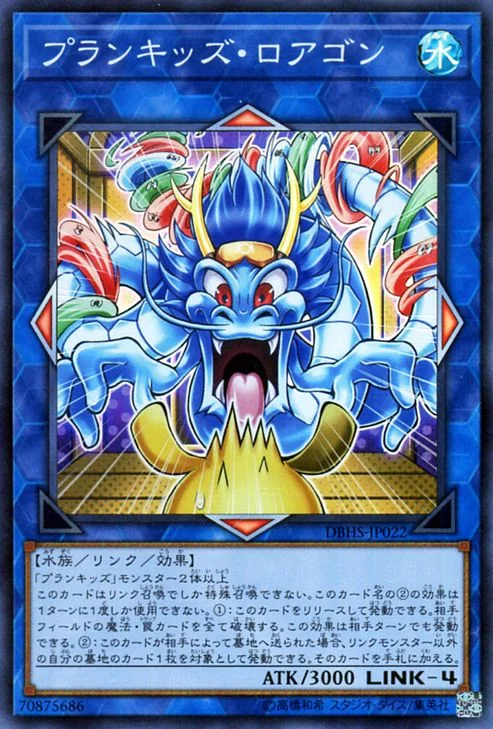 プランキッズ・ロアゴン
水
DBHS-JP022
【水族／リンク／効果】
「プランキッズ」モンスター２体以上
このカードはリンク召喚でしか特殊召喚できない。このカード名の②の効果は
１ターンに１度しか使用できない。①：このカードをリリースして発動できる。相手
フィールドの魔法・罠カードを全て破壊する。この効果は相手ターンでも発動
できる。②：このカードが相手によって墓地へ送られた場合、リンクモンスター以外
の自分の墓地のカード１枚を対象として発動できる。そのカードを手札に加える。
ATK/3000 LINK-4
70875686 ©高橋和希 スタジオ・ダイス/集英社